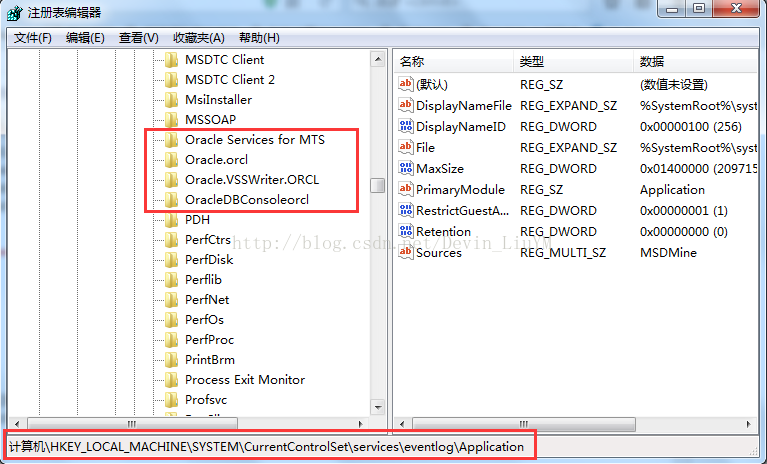 注册表编辑器
文件(F) 编辑(E) 查看(V) 收藏夹(A) 帮助(H)
MSDTC Client
MSDTC Client 2
MsiInstaller
MSSOAP
Oracle Services for MTS
Oracle.orcl
Oracle.VSSWriter.ORCL
OracleDBConsoleorcl
PDH
PerfCtrs
PerfDisk
Perflib
PerfNet
PerfOs
PerfProc
PrintBrm
Process Exit Monitor
Profsvc
名称 类型 数据
(默认) REG_SZ (数值未设置)
DisplayNameFile REG_EXPAND_SZ %SystemRoot%\syst
DisplayNameID REG_DWORD 0x00000100 (256)
File REG_EXPAND_SZ %SystemRoot%\syst
MaxSize REG_DWORD 0x01400000 (209715
PrimaryModule REG_SZ Application
RestrictGuestA... REG_DWORD 0x00000001 (1)
Retention REG_DWORD 0x00000000 (0)
Sources REG_MULTI_SZ MSDMine
http://blog.csdn.net/Devin_LiuYM
计算机\HKEY_LOCAL_MACHINE\SYSTEM\CurrentControlSet\services\eventlog\Application